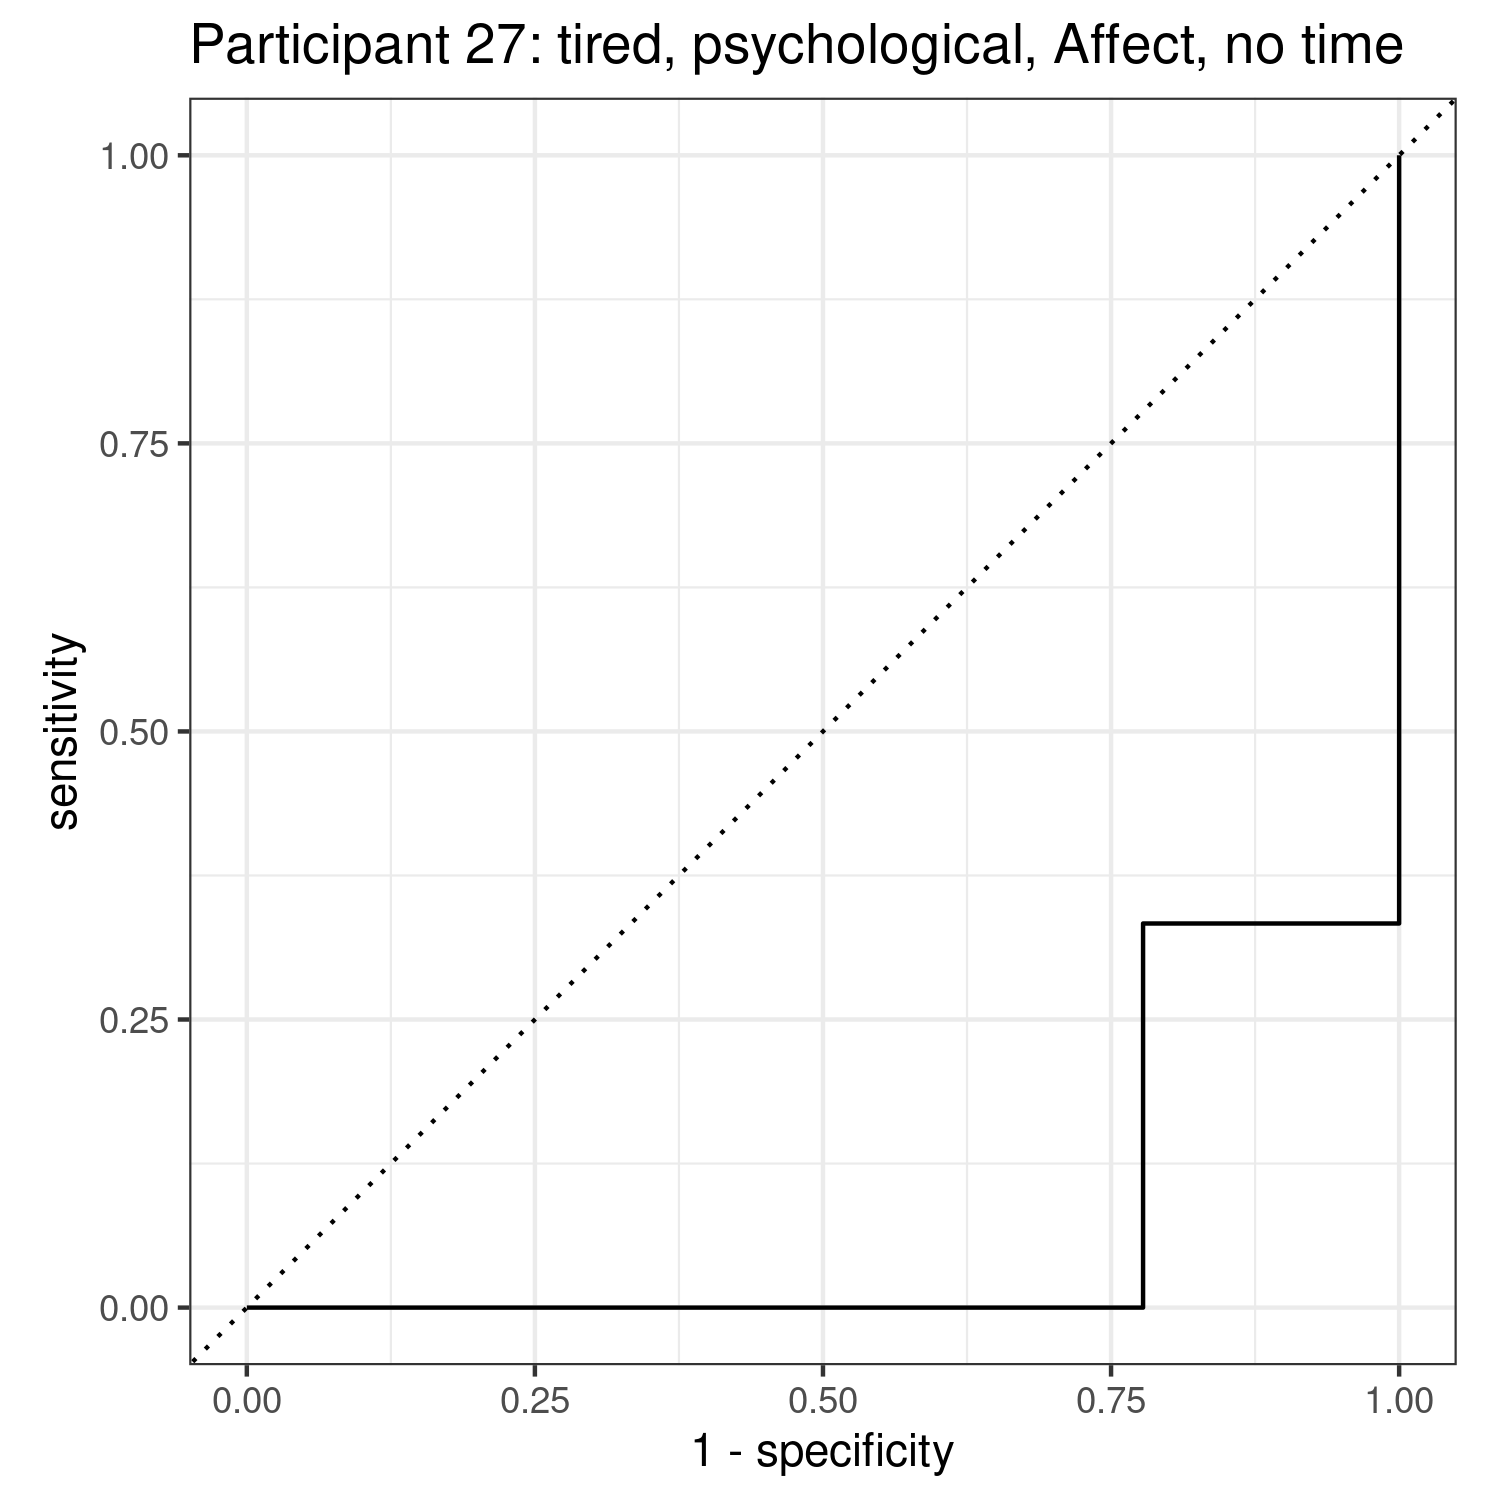 Participant 27: tired, psychological, Affect, no time
1.00
0.75
0.50
0.25
0.00
sensitivity
0.00 0.25 0.50 0.75 1.00
1 - specificity